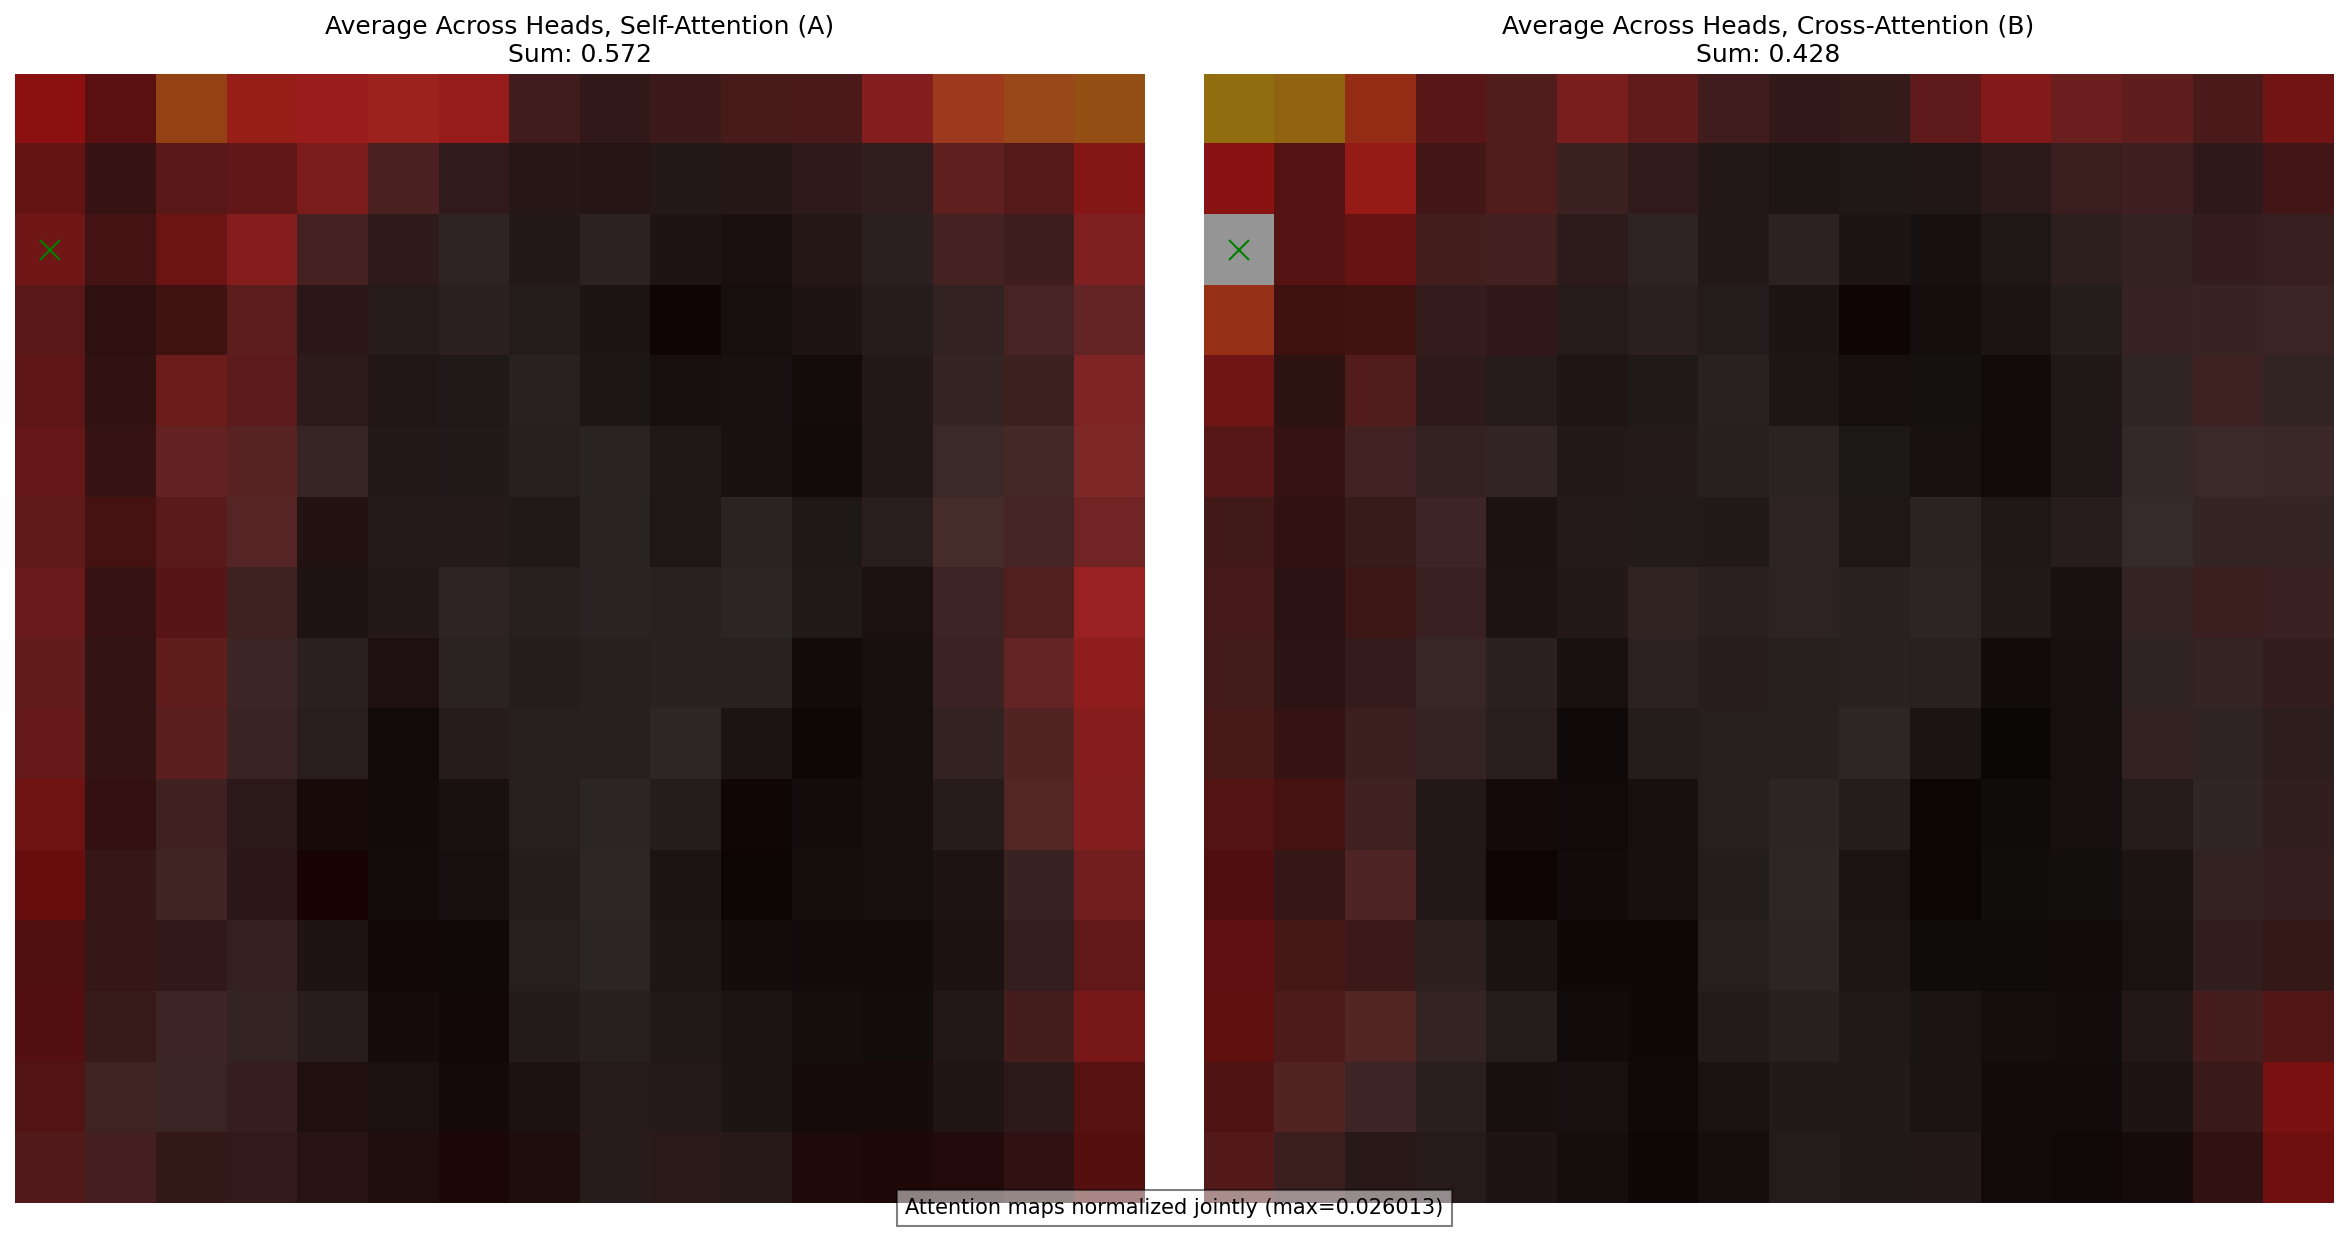 Average Across Heads, Self-Attention (A)
Sum: 0.572
Average Across Heads, Cross-Attention (B)
Sum: 0.428
Attention maps normalized jointly (max=0.026013)